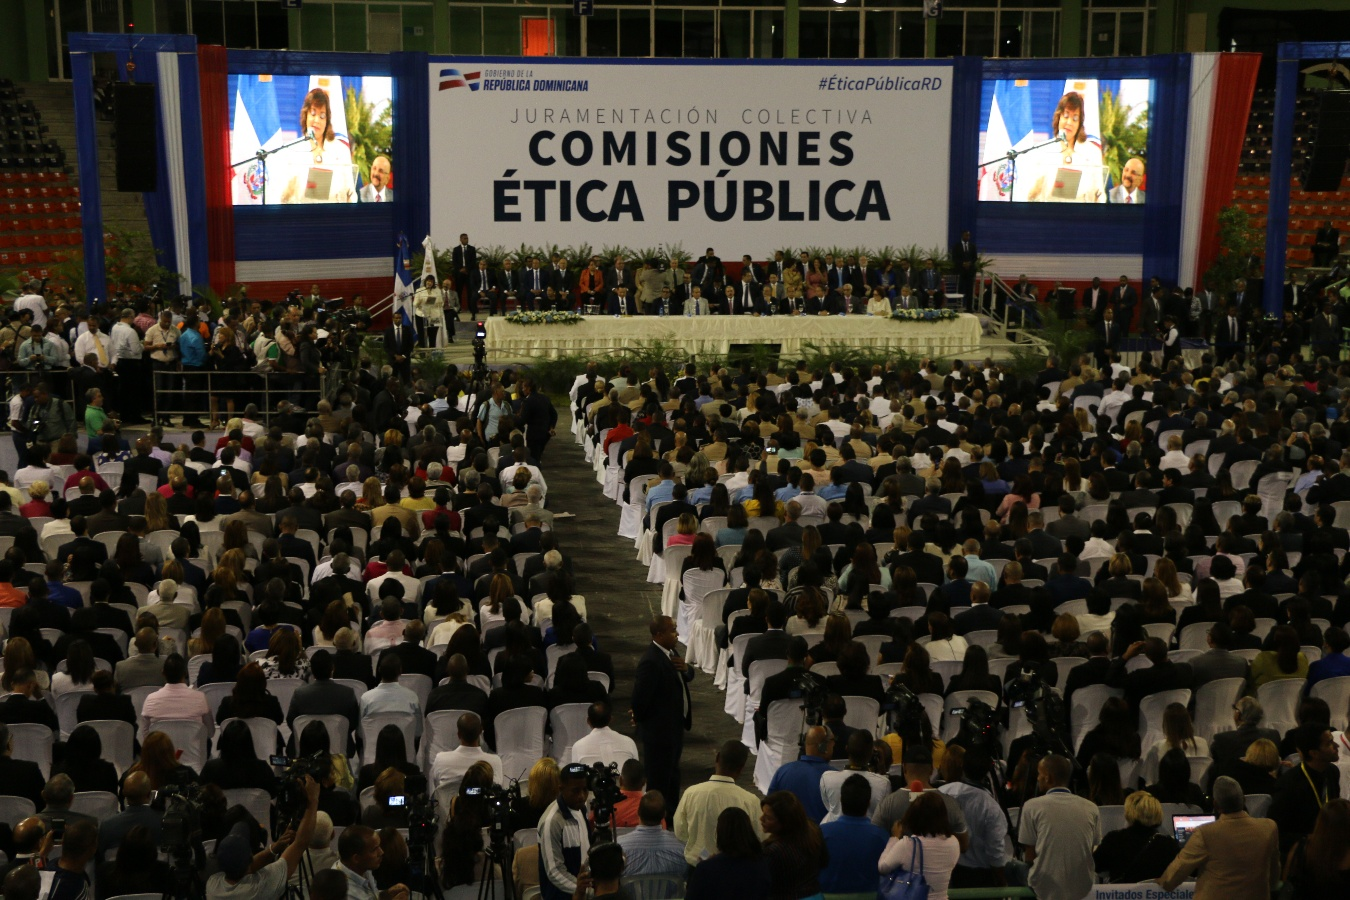 E
F
G
GOBIERNO DE LA
REPÚBLICA DOMINICANA
#ÉticaPúblicaRD
JURAMENTACIÓN COLECTIVA
COMISIONES
ÉTICA PÚBLICA
Invitados Especiales